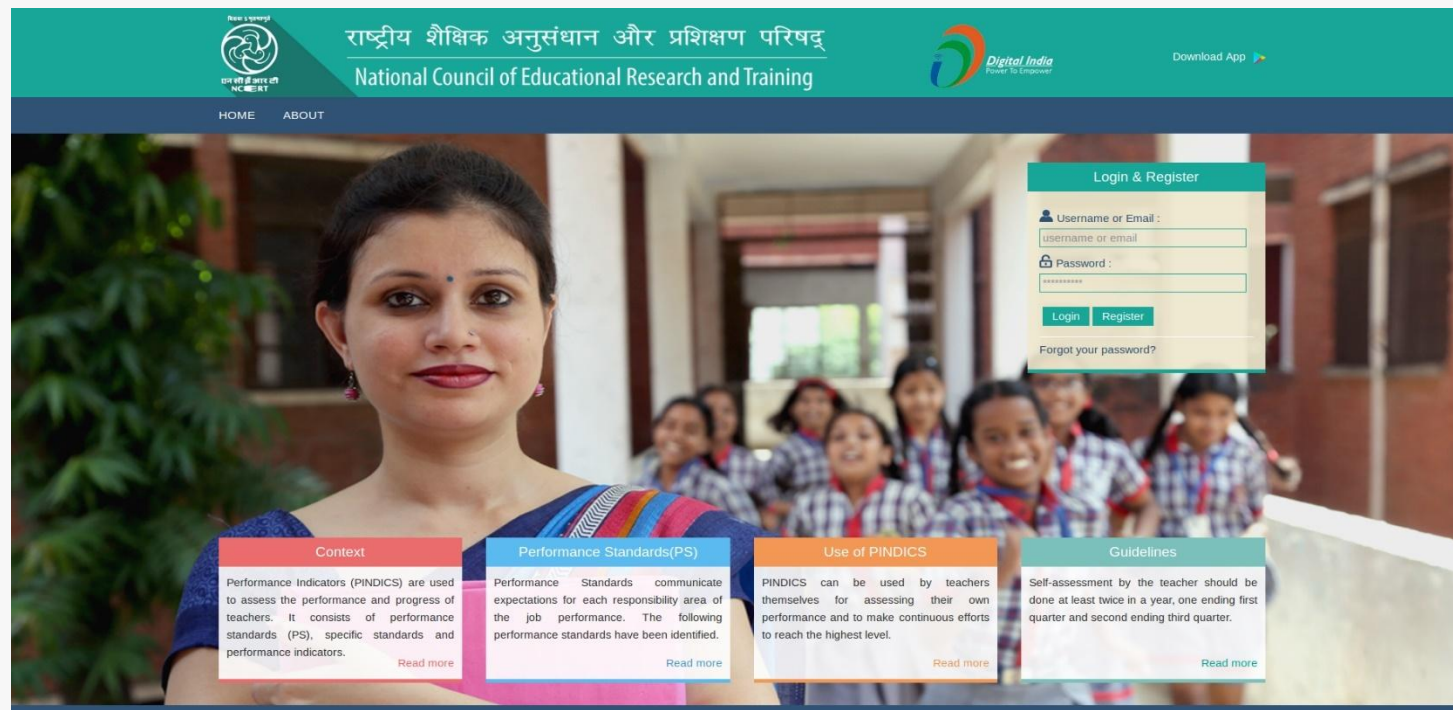 विद्यया ऽ मृतमश्नुते
एन सी ई आर टी
NCERT
राष्ट्रीय शैक्षिक अनुसंधान और प्रशिक्षण परिषद्
National Council of Educational Research and Training
Digital India
Power To Empower
Download App
HOME ABOUT
Login & Register
Username or Email :
username or email
Password :
**********
Login Register
Forgot your password?
Context
Performance Indicators (PINDICS) are used
to assess the performance and progress of
teachers. It consists of performance
standards (PS), specific standards and
performance indicators.
Read more
Performance Standards(PS)
Performance Standards communicate
expectations for each responsibility area of
the job performance. The following
performance standards have been identified.
Read more
Use of PINDICS
PINDICS can be used by teachers
themselves for assessing their own
performance and to make continuous efforts
to reach the highest level.
Read more
Guidelines
Self-assessment by the teacher should be
done at least twice in a year, one ending first
quarter and second ending third quarter.
Read more